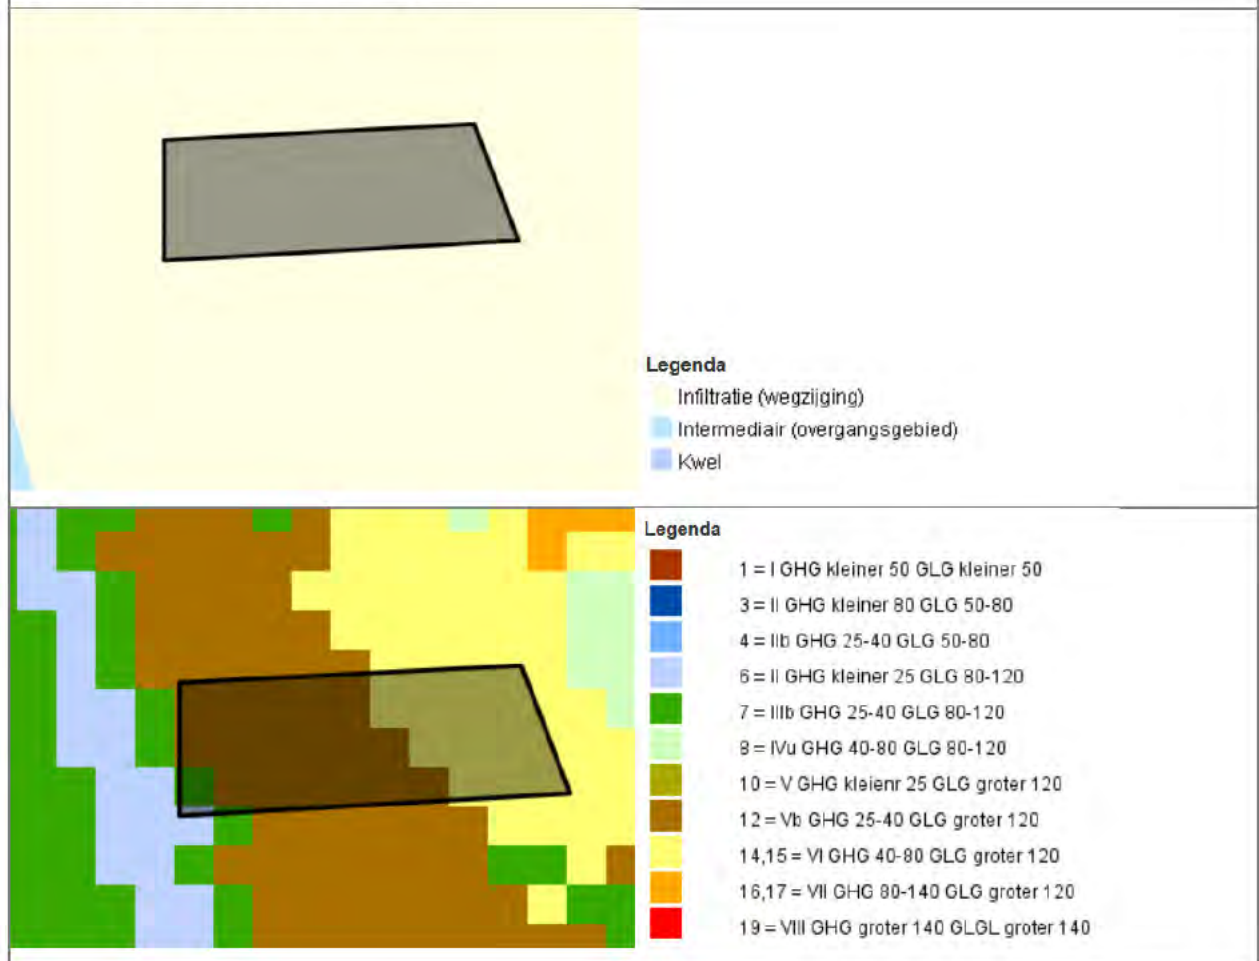 Legenda
Infiltratie (wegzijging)
Intermediair (overgangsgebied)
Kwel
Legenda
1 = I GHG kleiner 50 GLG kleiner 50
3 = II GHG kleiner 80 GLG 50-80
4 = IIb GHG 25-40 GLG 50-80
6 = II GHG kleiner 25 GLG 80-120
7 = IIIb GHG 25-40 GLG 80-120
8 = IVu GHG 40-80 GLG 80-120
10 = V GHG kleienr 25 GLG groter 120
12 = Vb GHG 25-40 GLG groter 120
14,15 = VI GHG 40-80 GLG groter 120
16,17 = VII GHG 80-140 GLG groter 120
19 = VIII GHG groter 140 GLGL groter 140